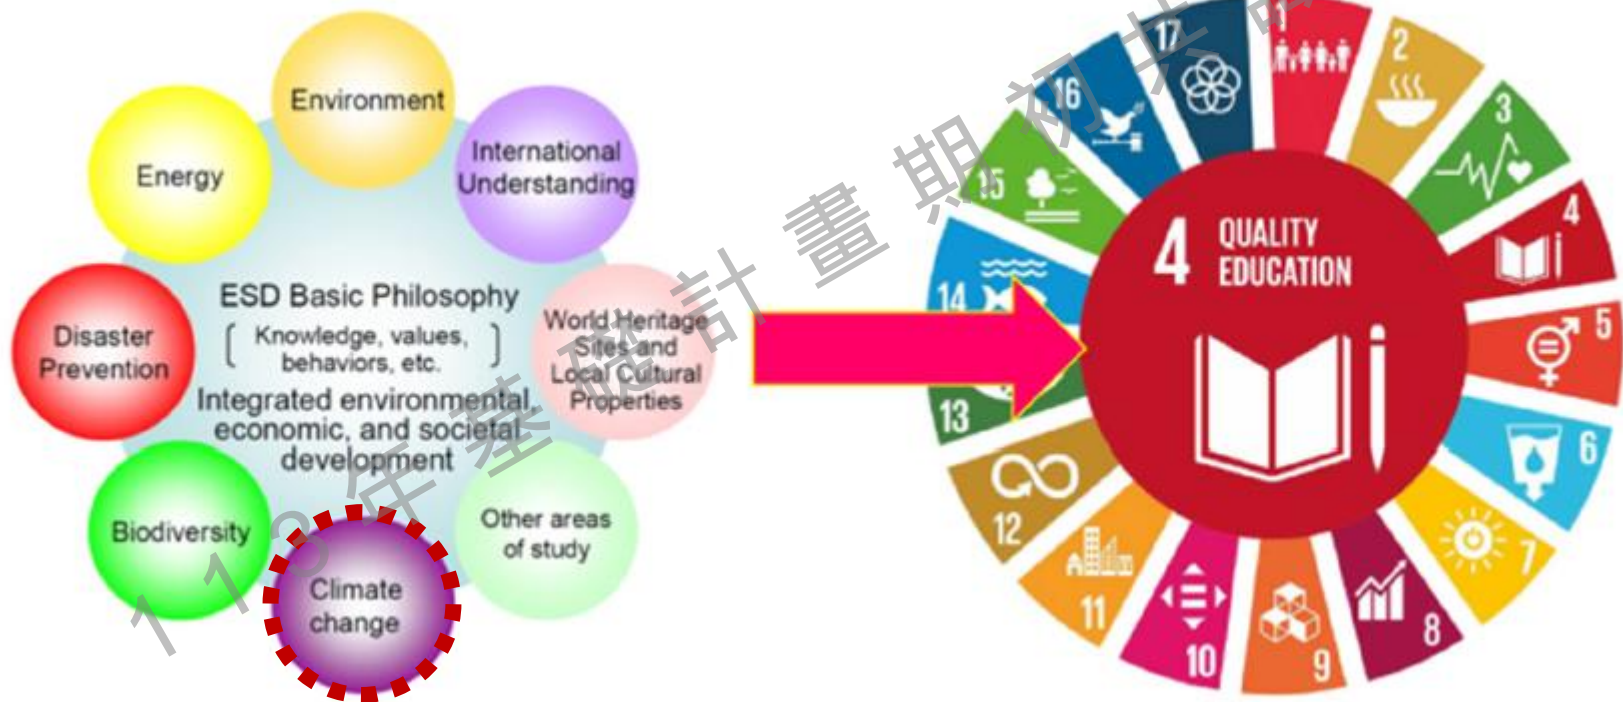 Environment
Energy
International
Understanding
ESD Basic Philosophy
Knowledge, values,
behaviors, etc.
Integrated environmental,
economic, and societal
development
Disaster
Prevention
World Heritage
Sites and
Local Cultural
Properties
Biodiversity
Other areas
of study
Climate
change
4 QUALITY
EDUCATION
1
2
3
4
5
6
7
8
9
10
11
12
13
14
15
16
17
113年基礎計畫期初共